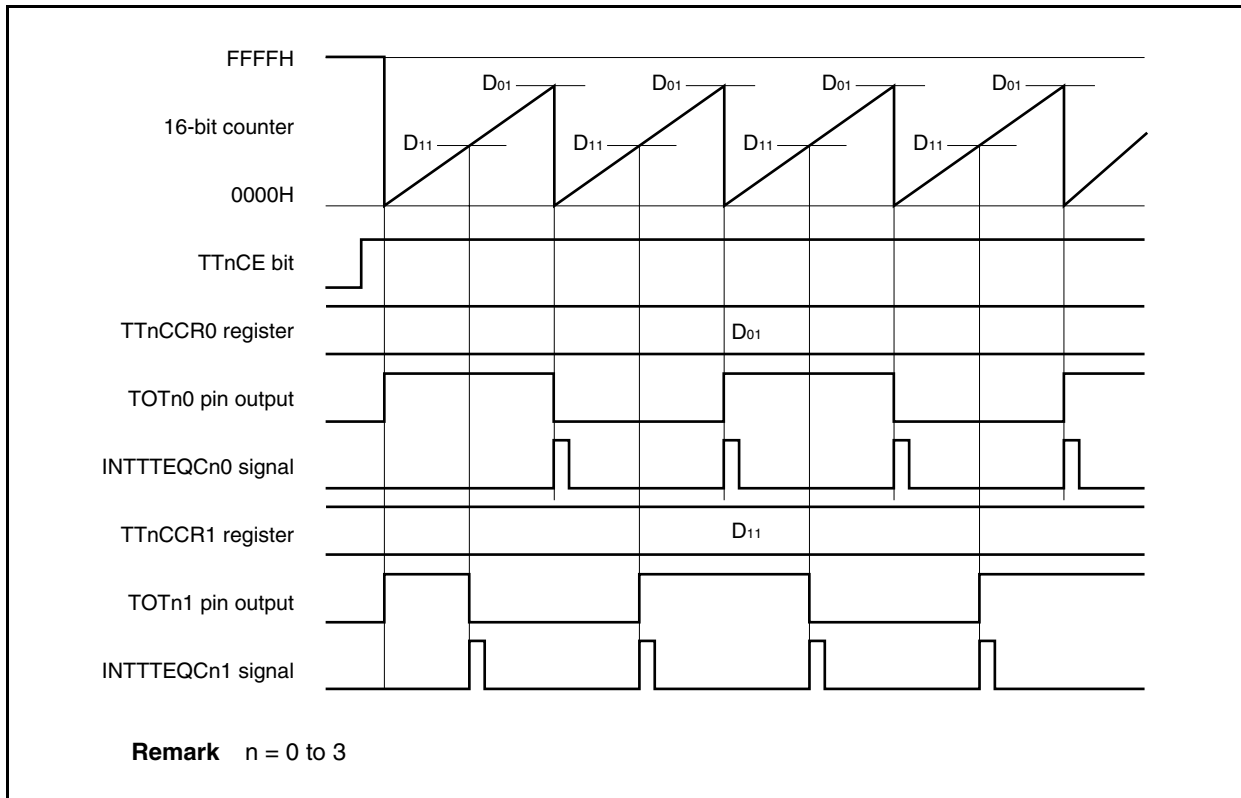 FFFFH
D01 D01 D01 D01
16-bit counter
D11 D11 D11 D11
0000H
TTnCE bit
TTnCCR0 register D01
TOTn0 pin output
INTTTEQCn0 signal
TTnCCR1 register D11
TOTn1 pin output
INTTTEQCn1 signal
Remark n = 0 to 3